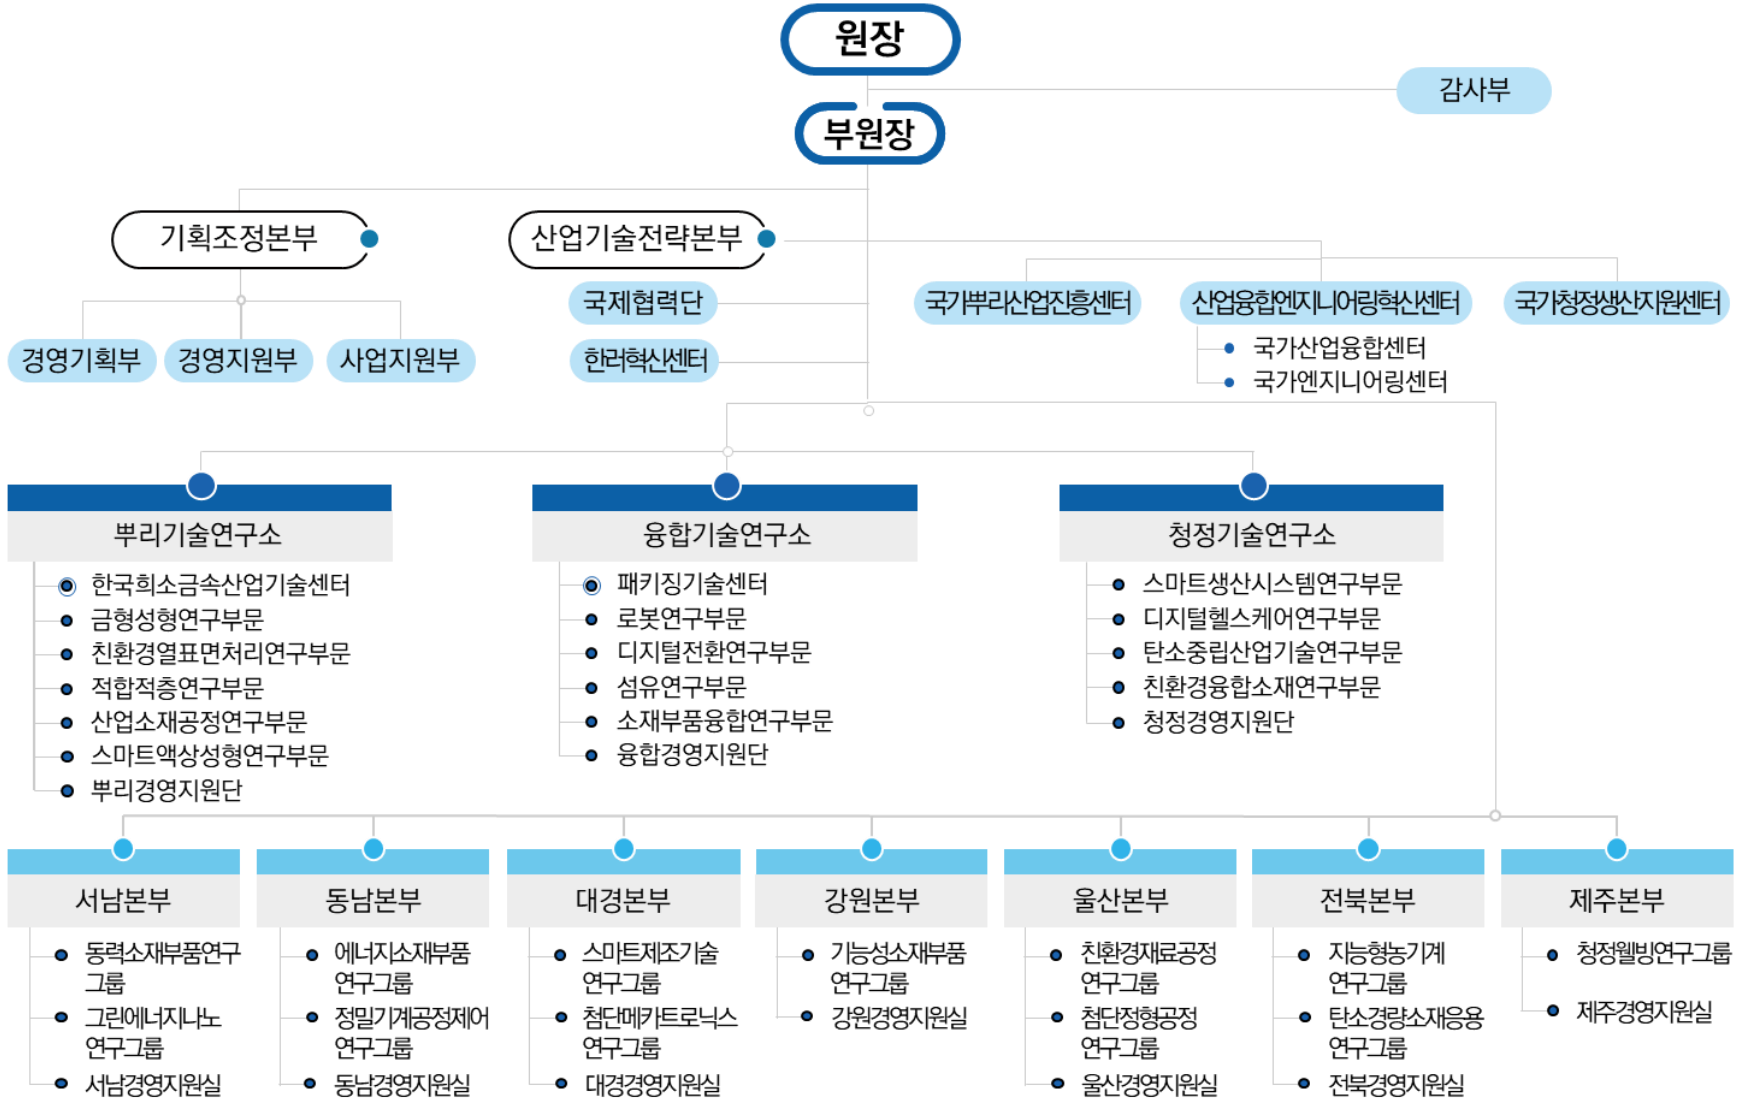 원장
감사부
부원장
기획조정본부
산업기술전략본부
국제협력단
국가뿌리산업진흥센터
산업융합엔지니어링혁신센터
국가청정생산지원센터
경영기획부
경영지원부
사업지원부
한러혁신센터
국가산업융합센터
국가엔지니어링센터
뿌리기술연구소
한국희소금속산업기술센터
금형성형연구부문
친환경열표면처리연구부문
적합적층연구부문
산업소재공정연구부문
스마트액상성형연구부문
뿌리경영지원단
융합기술연구소
패키징기술센터
로봇연구부문
디지털전환연구부문
섬유연구부문
소재부품융합연구부문
융합경영지원단
청정기술연구소
스마트생산시스템연구부문
디지털헬스케어연구부문
탄소중립산업기술연구부문
친환경융합소재연구부문
청정경영지원단
서남본부
동력소재부품연구
그룹
그린에너지나노
연구그룹
서남경영지원실
동남본부
에너지소재부품
연구그룹
정밀기계공정제어
연구그룹
동남경영지원실
대경본부
스마트제조기술
연구그룹
첨단메카트로닉스
연구그룹
대경경영지원실
강원본부
기능성소재부품
연구그룹
강원경영지원실
울산본부
친환경재료공정
연구그룹
첨단정형공정
연구그룹
울산경영지원실
전북본부
지능형농기계
연구그룹
탄소경량소재응용
연구그룹
전북경영지원실
제주본부
청정웰빙연구그룹
제주경영지원실